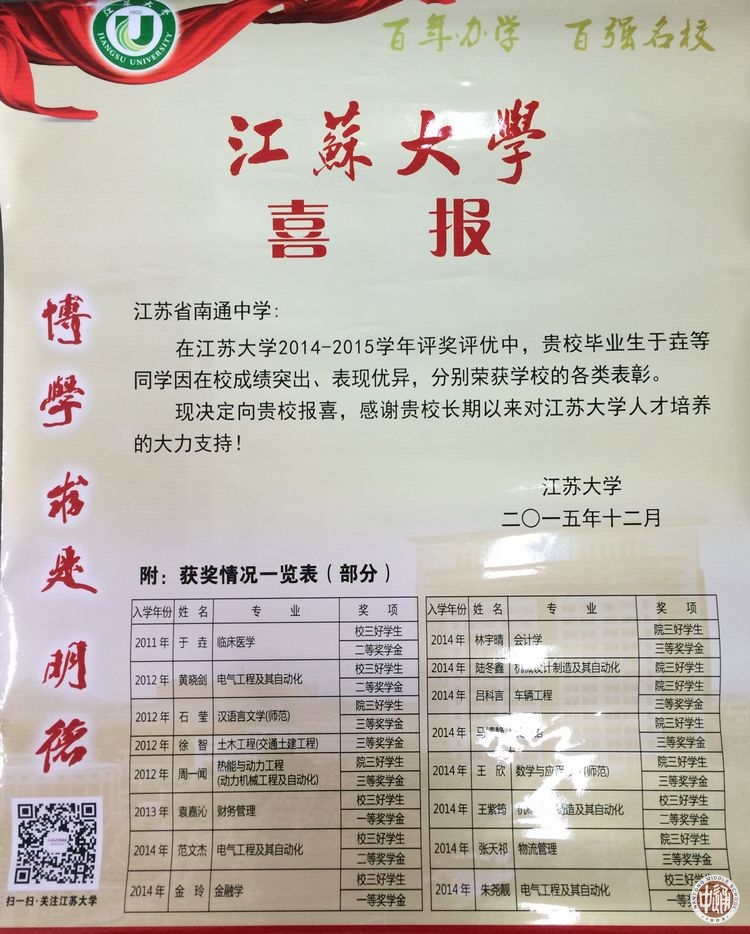 江苏大学
1902
JIANGSU UNIVERSITY
百年办学 百强名校
江蘇大學
喜报
江苏省南通中学:
在江苏大学2014-2015学年评奖评优中，贵校毕业生于垚等
同学因在校成绩突出、表现优异，分别荣获学校的各类表彰。
现决定向贵校报喜，感谢贵校长期以来对江苏大学人才培养
的大力支持！
江苏大学
二〇一五年十二月
博學求是明德
附：获奖情况一览表（部分）
入学年份 姓名 专业 奖项
2011年 于垚 临床医学 校三好学生
二等奖学金
2012年 黄晓剑 电气工程及其自动化 校三好学生
二等奖学金
2012年 石莹 汉语言文学(师范) 院三好学生
三等奖学金
2012年 徐智 土木工程(交通土建工程) 三等奖学金
2012年 周一闻 热能与动力工程 院三好学生
(动力机械工程及自动化) 三等奖学金
2013年 袁嘉沁 财务管理 校三好学生
一等奖学金
2014年 范文杰 电气工程及其自动化 校三好学生
二等奖学金
2014年 金玲 金融学 校三好学生
一等奖学金
入学年份 姓名 专业 奖项
2014年 林宇晴 会计学 院三好学生
三等奖学金
2014年 陆冬鑫 机械设计制造及其自动化 院三好学生
2014年 吕科言 车辆工程 院三好学生
三等奖学金
2014年 马 院三好学生
三等奖学金
2014年 王欣 数学与应 (师范) 院三好学生
三等奖学金
2014年 王紫筠 机 造及其自动化 校三好学生
二等奖学金
2014年 张天祁 物流管理 院三好学生
三等奖学金
2014年 朱尧靓 电气工程及其自动化 校三好学生
一等奖
扫一扫·关注江苏大学